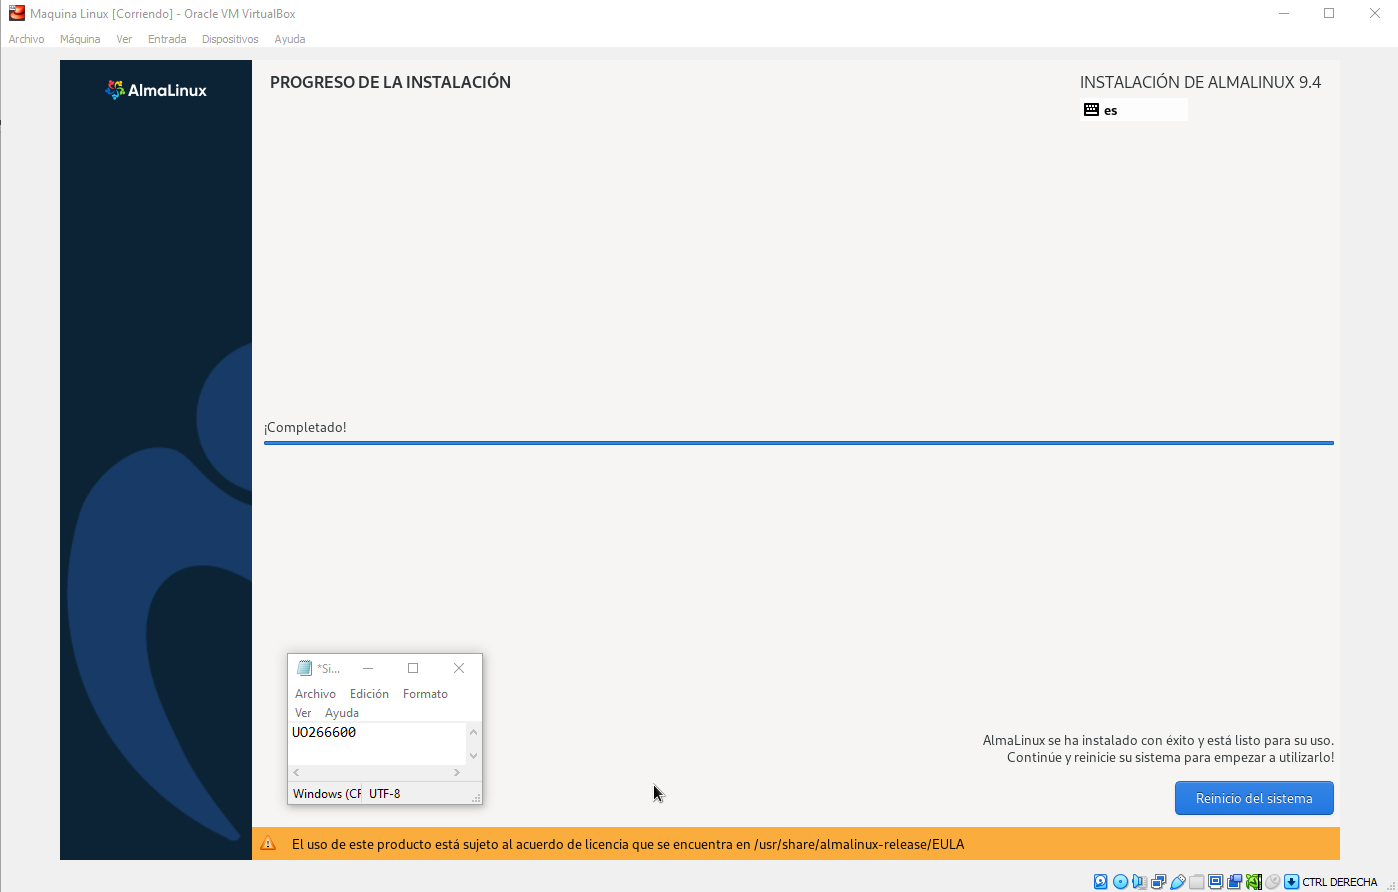 Maquina Linux [Corriendo] - Oracle VM VirtualBox
Archivo Máquina Ver Entrada Dispositivos Ayuda
AlmaLinux
PROGRESO DE LA INSTALACIÓN
INSTALACIÓN DE ALMALINUX 9.4
es
¡Completado!
*Si...
Archivo Edición Formato
Ver Ayuda
UO266600
Windows (CF UTF-8
AlmaLinux se ha instalado con éxito y está listo para su uso.
Continúe y reinicie su sistema para empezar a utilizarlo!
Reinicio del sistema
El uso de este producto está sujeto al acuerdo de licencia que se encuentra en /usr/share/almalinux-release/EULA
CTRL DERECHA